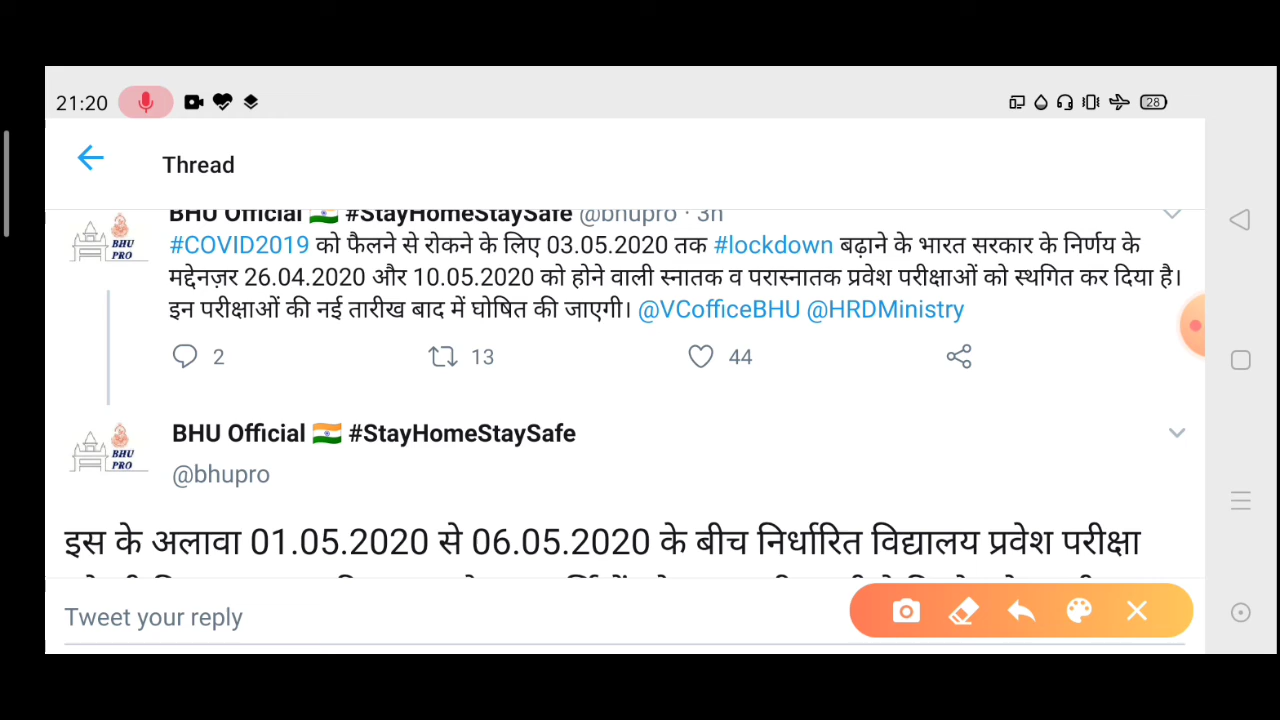 21:20
28
Thread
BHU Official 🇮🇳 #StayHomeStaySafe @bhupro · 3h
BHU
PRO
#COVID2019 को फैलने से रोकने के लिए 03.05.2020 तक #lockdown बढ़ाने के भारत सरकार के निर्णय के
मद्देनज़र 26.04.2020 और 10.05.2020 को होने वाली स्नातक व परास्नातक प्रवेश परीक्षाओं को स्थगित कर दिया है।
इन परीक्षाओं की नई तारीख बाद में घोषित की जाएगी। @VCofficeBHU @HRDMinistry
2 13 44
BHU Official 🇮🇳 #StayHomeStaySafe
BHU
PRO
@bhupro
इस के अलावा 01.05.2020 से 06.05.2020 के बीच निर्धारित विद्यालय प्रवेश परीक्षा
Tweet your reply